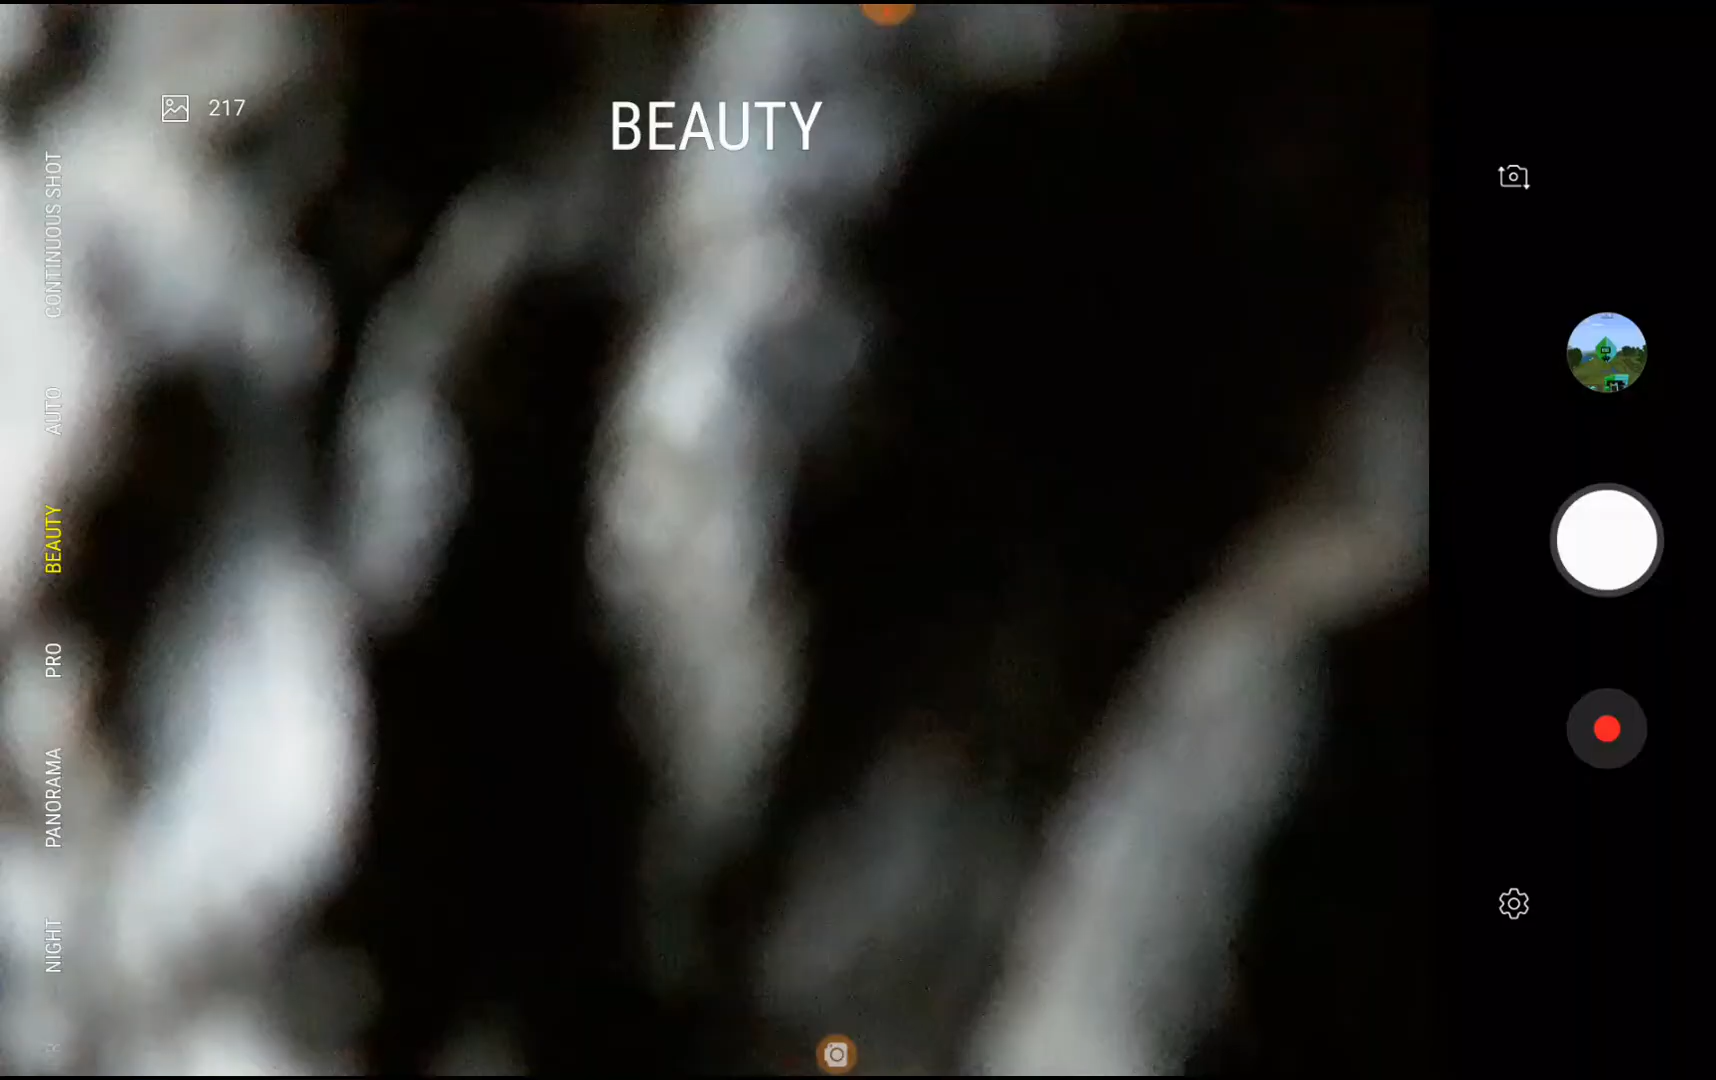 217
BEAUTY
CONTINUOUS SHOT
AUTO
BEAUTY
PRO
PANORAMA
NIGHT